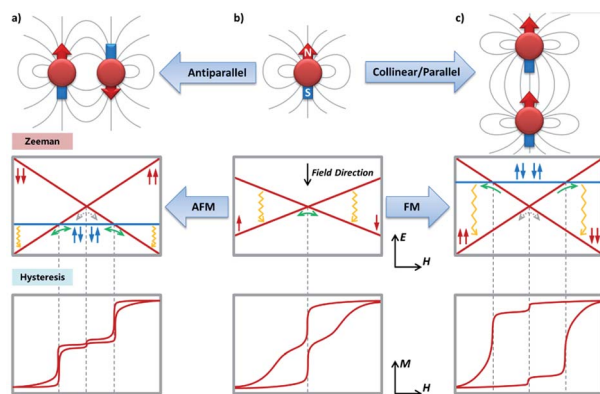 a)
b)
c)
N
S
Antiparallel
Collinear/Parallel
Zeeman
↓↓
↑↑
↑↓ ↓↑
AFM
Field Direction
↑
↓
FM
↑↓ ↓↑
↑↑
↓↓
E
H
Hysteresis
M
H